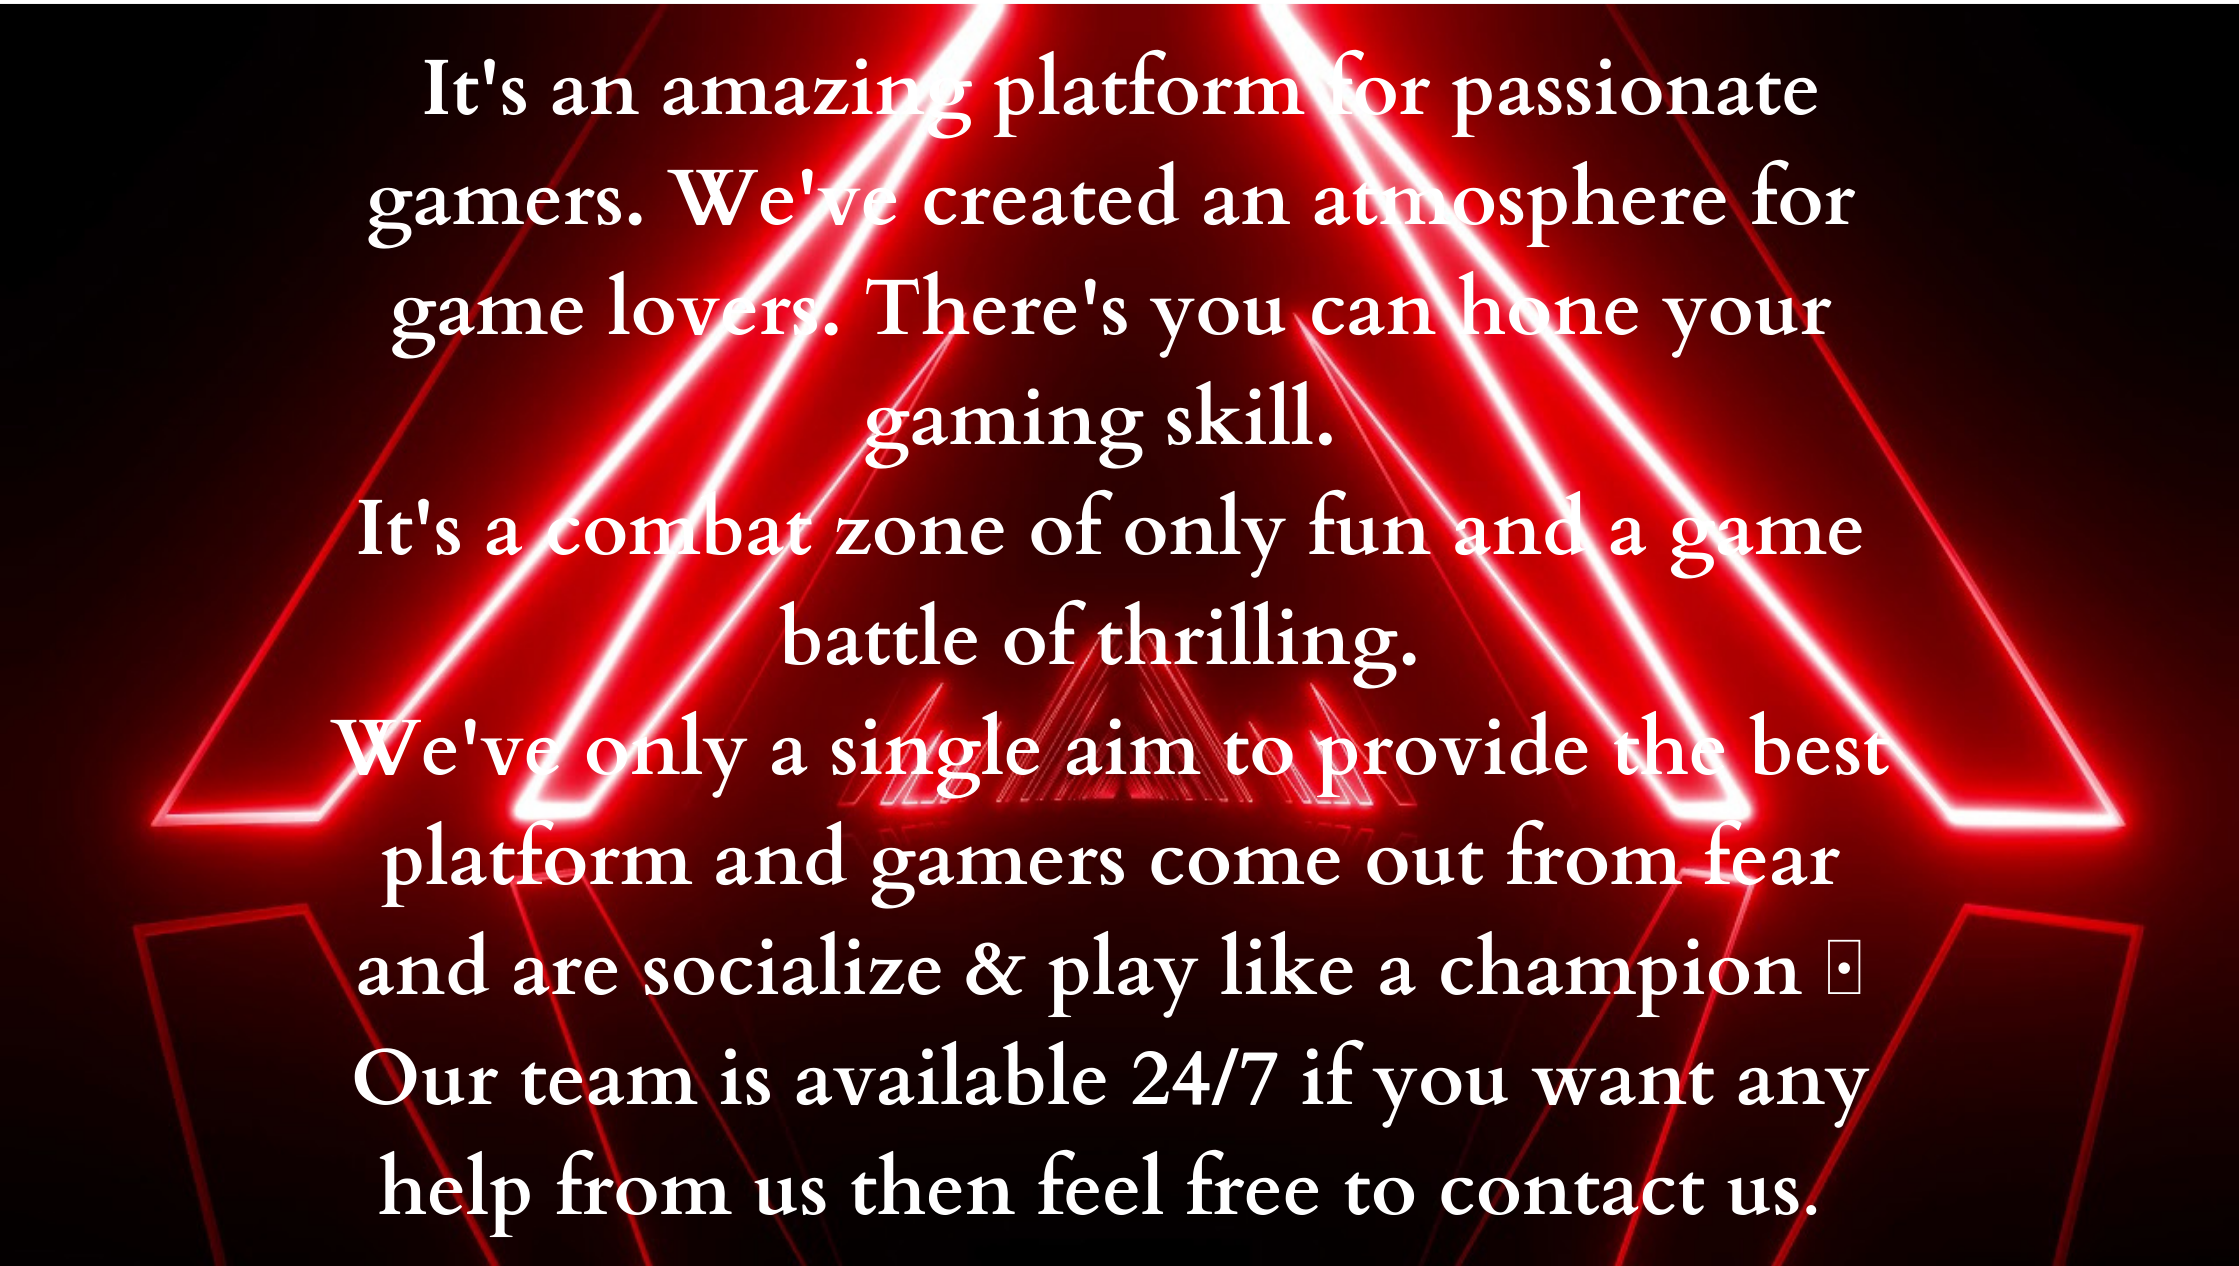 It's an amazing platform for passionate
gamers. We've created an atmosphere for
game lovers. There's you can hone your
gaming skill.
It's a combat zone of only fun and a game
battle of thrilling.
We've only a single aim to provide the best
platform and gamers come out from fear
and are socialize & play like a champion
Our team is available 24/7 if you want any
help from us then feel free to contact us.